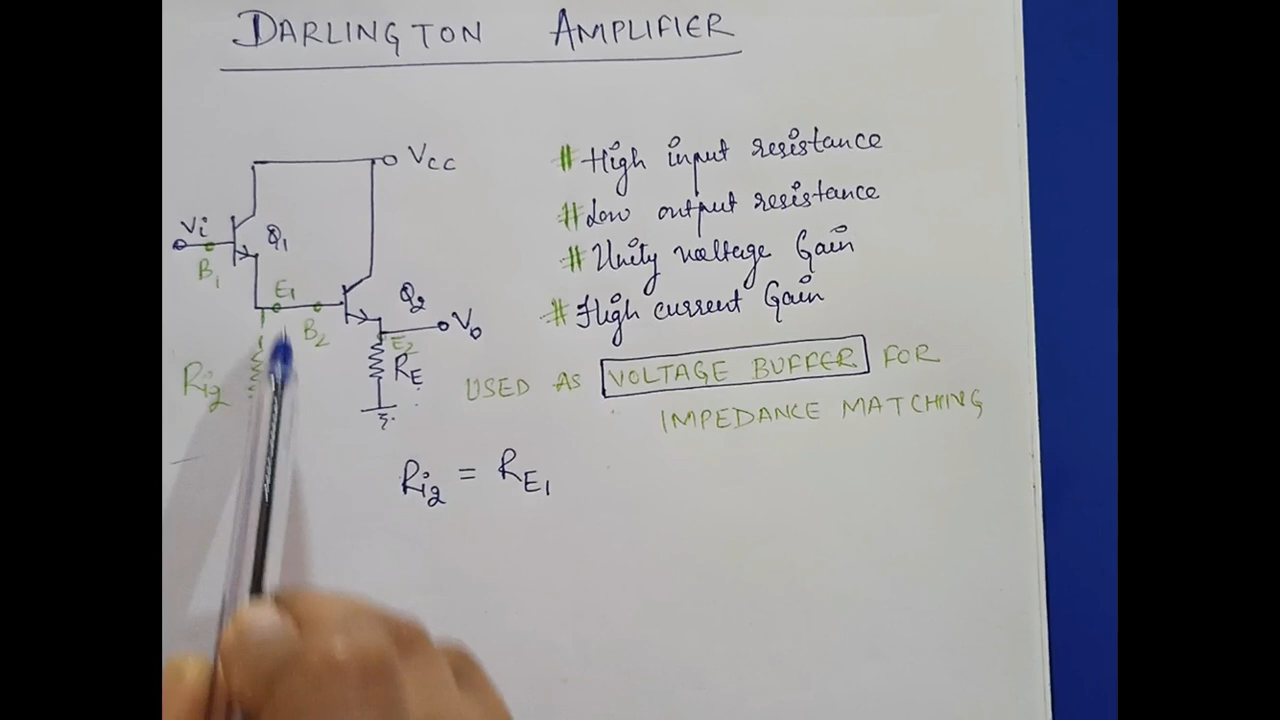 DARLINGTON AMPLIFIER
VCC
Vi
Q1
B1
E1
B2
Q2
Vo
E2
RE
Ri2
# High input resistance
# Low output resistance
# Unity voltage Gain
# High current Gain
USED AS VOLTAGE BUFFER FOR
IMPEDANCE MATCHING
Ri2 = RE1